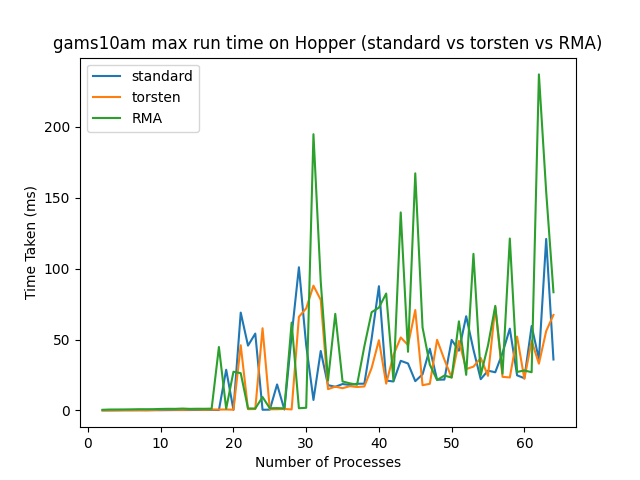 gams10am max run time on Hopper (standard vs torsten vs RMA)
standard
torsten
RMA
200
150
100
50
0
Time Taken (ms)
0 10 20 30 40 50 60
Number of Processes